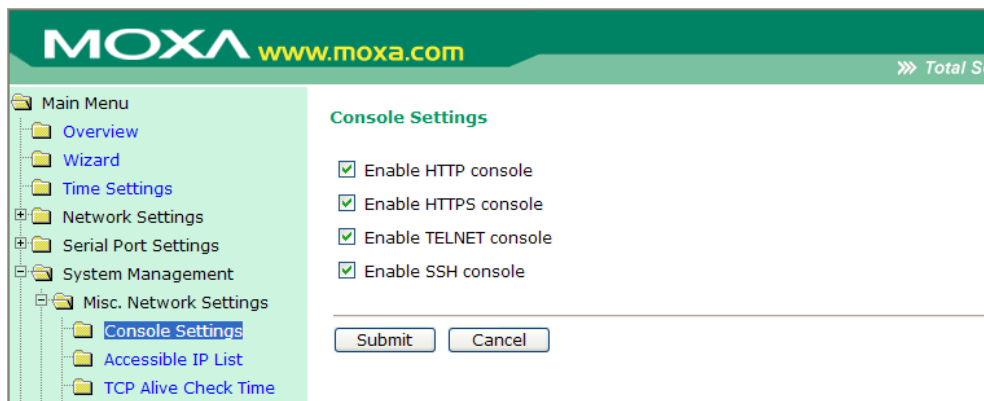 MOXA www.moxa.com
Total S
Main Menu
Overview
Wizard
Time Settings
Network Settings
Serial Port Settings
System Management
Misc. Network Settings
Console Settings
Accessible IP List
TCP Alive Check Time
Console Settings
Enable HTTP console
Enable HTTPS console
Enable TELNET console
Enable SSH console
Submit Cancel